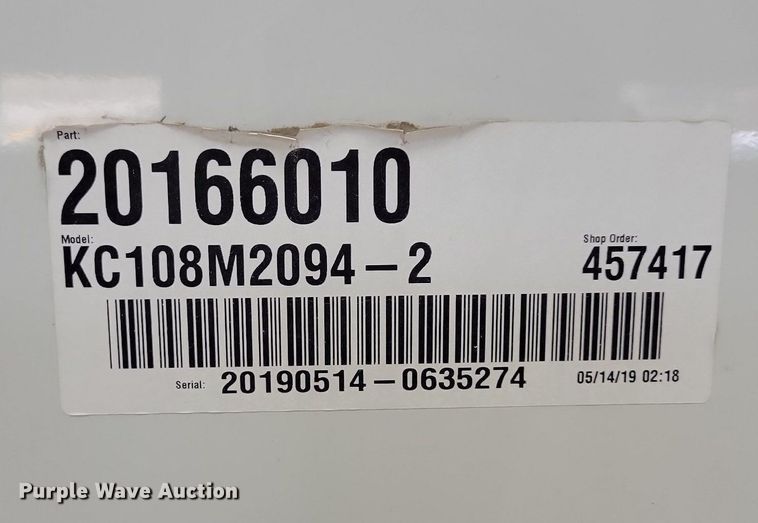 Part:
20166010
Model:
KC108M2094-2
Shop Order:
457417
Serial: 20190514-0635274 05/14/19 02:18
Purple Wave Auction